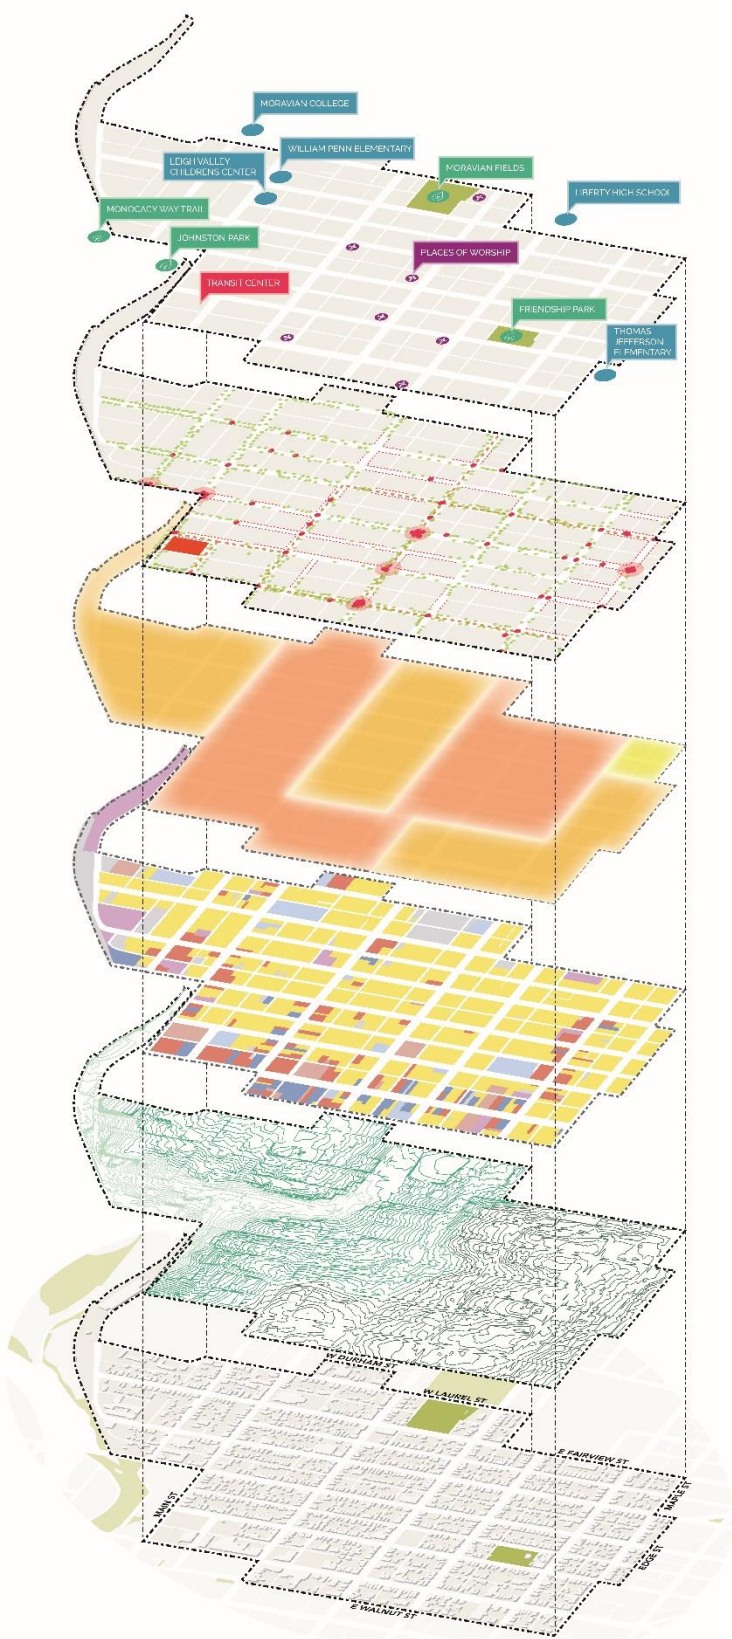 MORAVIAN COLLEGE
WILLIAM PENN ELEMENTARY
LEIGH VALLEY
CHILDRENS CENTER
MORAVIAN FIELDS
LIBERTY HIGH SCHOOL
MONOCACY WAY TRAIL
JOHNSTON PARK
PLACES OF WORSHIP
TRANSIT CENTER
FRIENDSHIP PARK
THOMAS
JEFFERSON
ELEMENTARY
W DURHAM ST
W LAUREL ST
E FAIRVIEW ST
MAIN ST
MAPLE ST
EDGE ST
E WALNUT ST